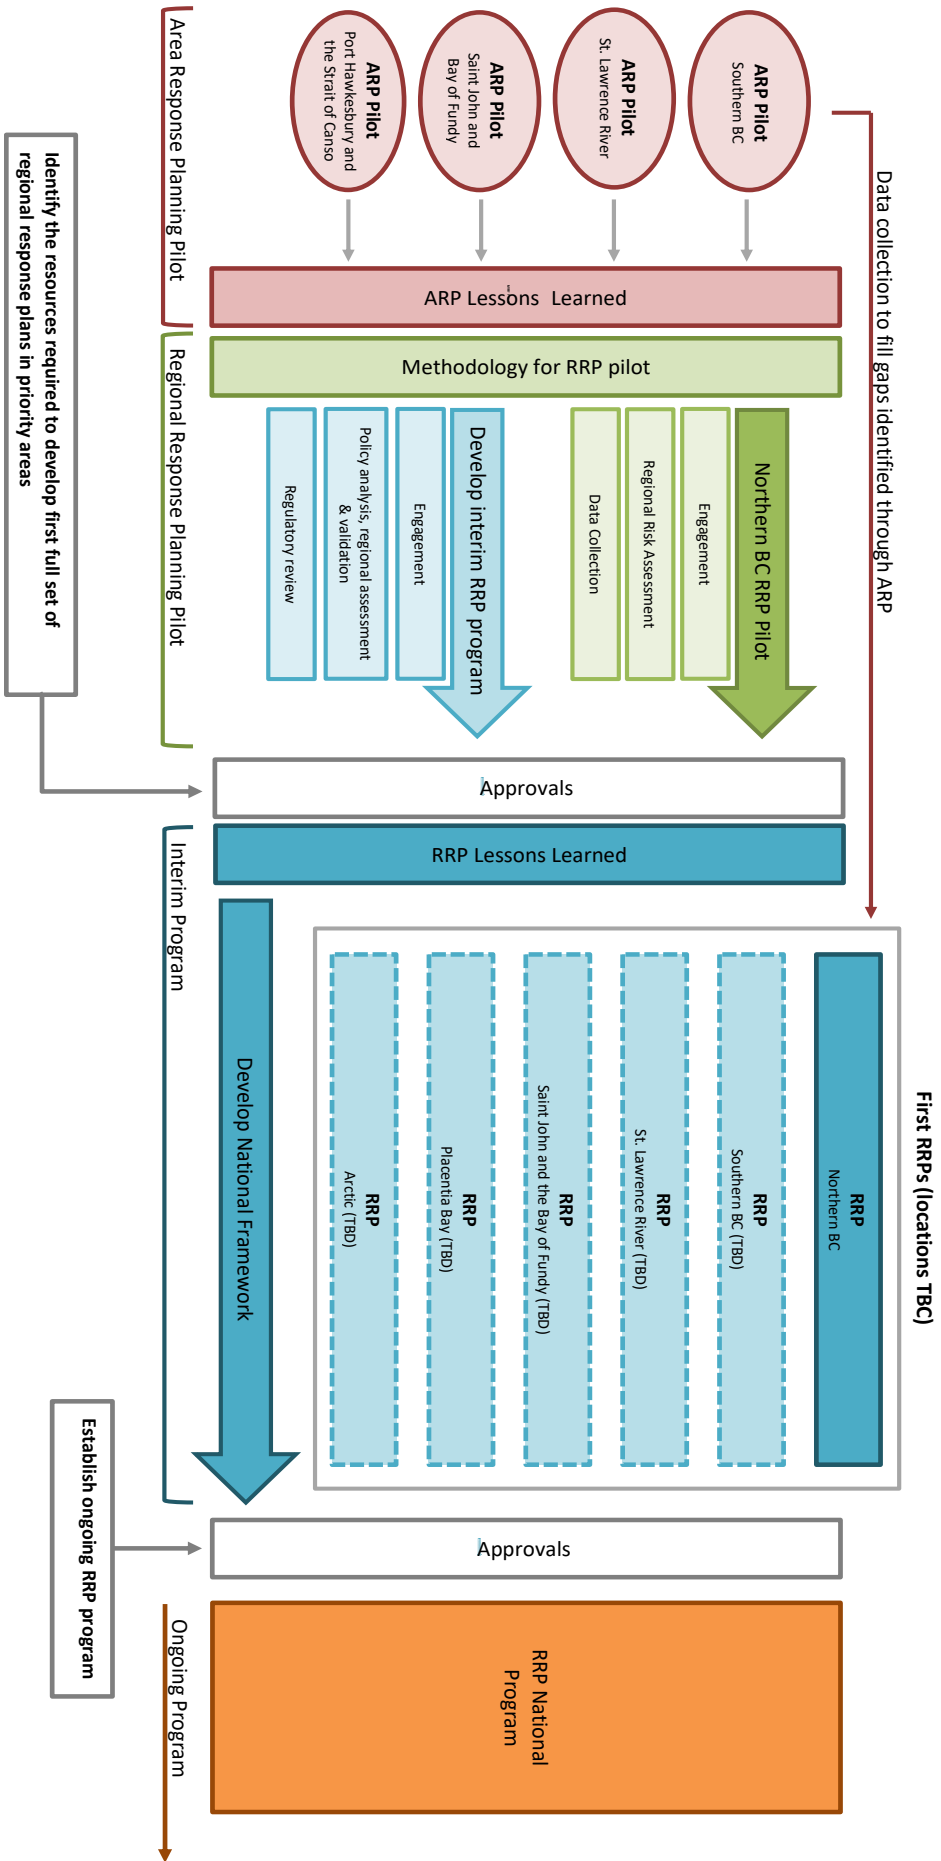 First RRPs (locations TBC)
Data collection to fill gaps identified through ARP
ARP Pilot
Southern BC
ARP Pilot
St. Lawrence River
ARP Pilot
Saint John and
Bay of Fundy
ARP Pilot
Port Hawkesbury and
the Strait of Canso
ARP Lessons Learned
Methodology for RRP pilot
Northern BC RRP Pilot
Engagement
Regional Risk Assessment
Data Collection
Develop interim RRP program
Engagement
Policy analysis, regional assessment
& validation
Regulatory review
Approvals
RRP Lessons Learned
RRP
Northern BC
RRP
Southern BC (TBD)
RRP
St. Lawrence River (TBD)
RRP
Saint John and the Bay of Fundy (TBD)
RRP
Placentia Bay (TBD)
RRP
Arctic (TBD)
Develop National Framework
Approvals
RRP National
Program
Area Response Planning Pilot
Regional Response Planning Pilot
Interim Program
Ongoing Program
Identify the resources required to develop first full set of
regional response plans in priority areas
Establish ongoing RRP program